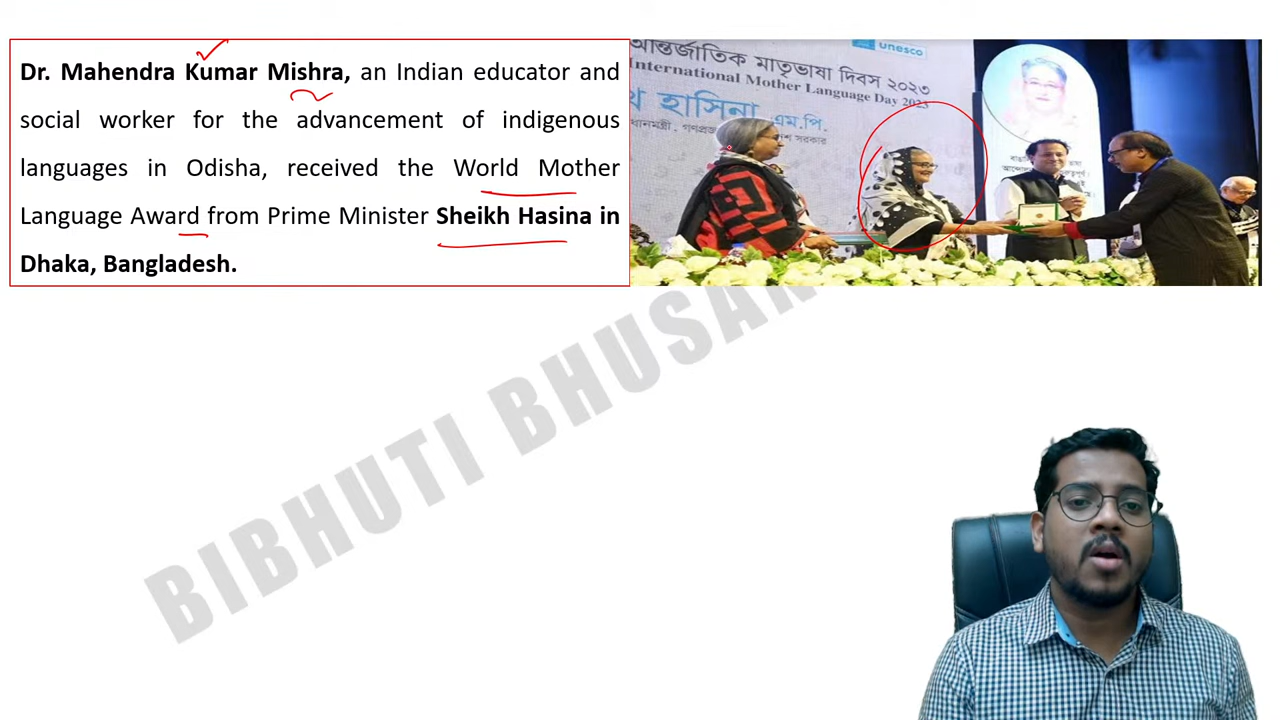 Dr. Mahendra Kumar Mishra, an Indian educator and
social worker for the advancement of indigenous
languages in Odisha, received the World Mother
Language Award from Prime Minister Sheikh Hasina in
Dhaka, Bangladesh.
unesco
আন্তর্জাতিক মাতৃভাষা দিবস ২০২৩
International Mother Language Day 2023
খ হাসিনা এম.পি.
BIBHUTI BHUSAN